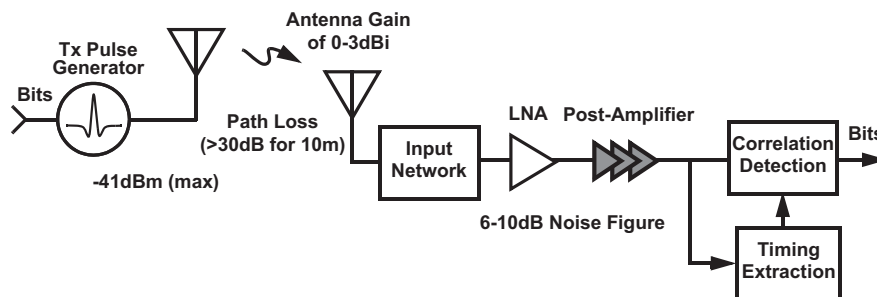 Antenna Gain
of 0-3dBi
Tx Pulse
Generator
Bits
LNA
Post-Amplifier
Path Loss
(>30dB for 10m)
Input
Network
Correlation
Detection
Bits
-41dBm (max)
6-10dB Noise Figure
Timing
Extraction